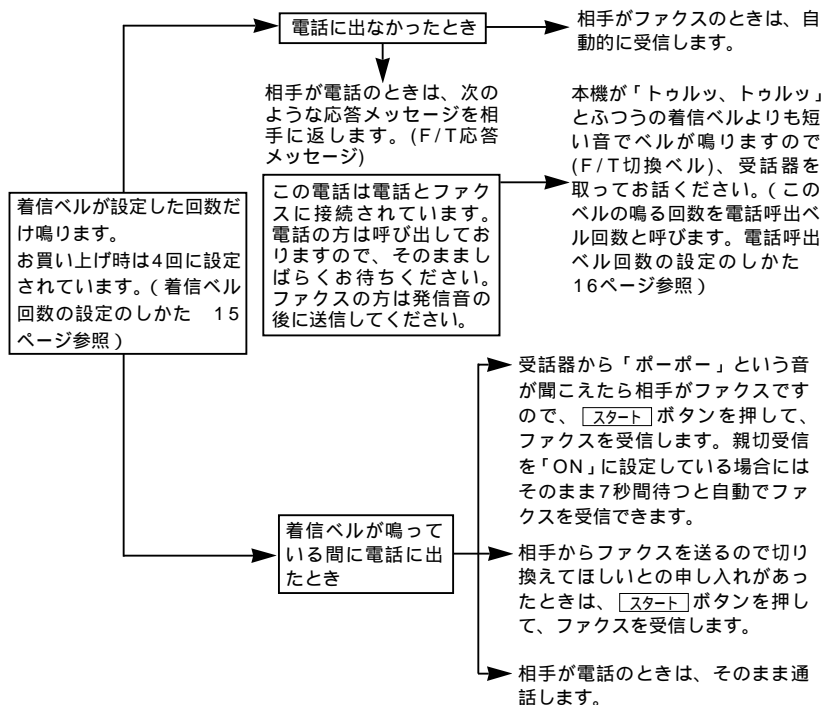 電話に出なかったとき
相手がファクスのときは、自
動的に受信します。
相手が電話のときは、次の
ような応答メッセージを相
手に返します。(F/T応答
メッセージ)
この電話は電話とファク
スに接続されています。
電話の方は呼び出してお
りますので、そのままし
ばらくお待ちください。
ファクスの方は発信音の
後に送信してください。
本機が「トゥルッ、トゥルッ」
とふつうの着信ベルよりも短
い音でベルが鳴りますので
(F/T切換ベル)、受話器を
取ってお話ください。(この
ベルの鳴る回数を電話呼出ベ
ル回数と呼びます。電話呼出
ベル回数の設定のしかた
16ページ参照)
着信ベルが設定した回数だ
け鳴ります。
お買い上げ時は4回に設定
されています。(着信ベル
回数の設定のしかた 15
ページ参照)
着信ベルが鳴って
いる間に電話に出
たとき
受話器から「ポーポー」という音
が聞こえたら相手がファクスです
ので、スタートボタンを押して、
ファクスを受信します。親切受信
を「ON」に設定している場合には
そのまま7秒間待つと自動でファ
クスを受信できます。
相手からファクスを送るので切り
換えてほしいとの申し入れがあっ
たときは、スタートボタンを押し
て、ファクスを受信します。
相手が電話のときは、そのまま通
話します。